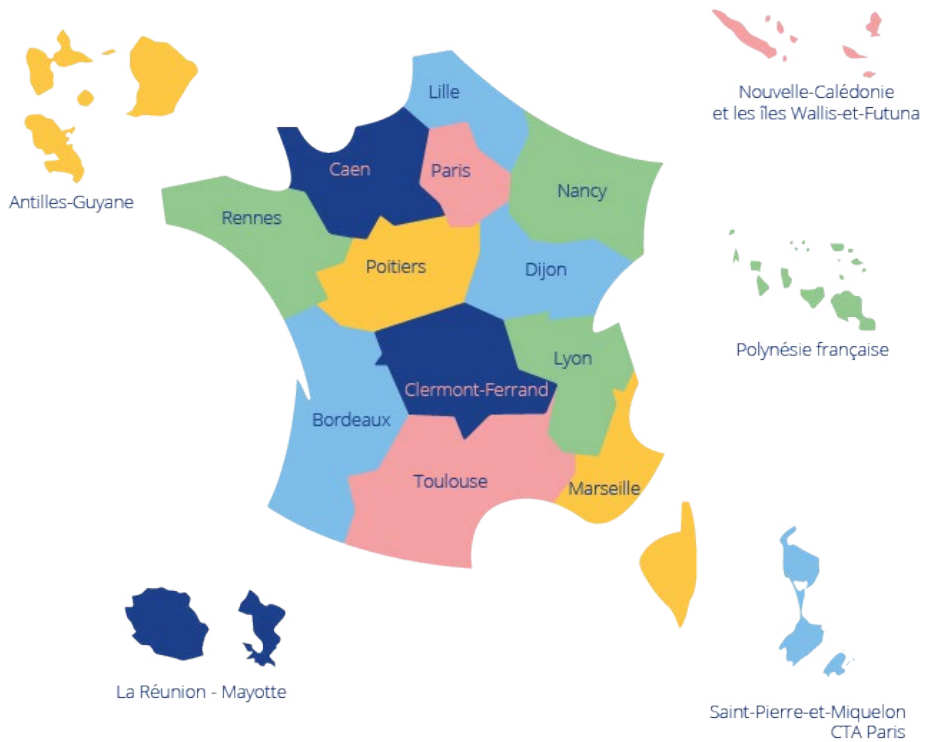 Lille
Nouvelle-Calédonie
et les îles Wallis-et-Futuna
Caen
Paris
Nancy
Antilles-Guyane
Rennes
Poitiers
Dijon
Polynésie française
Lyon
Clermont-Ferrand
Bordeaux
Toulouse
Marseille
La Réunion - Mayotte
Saint-Pierre-et-Miquelon
CTA Paris